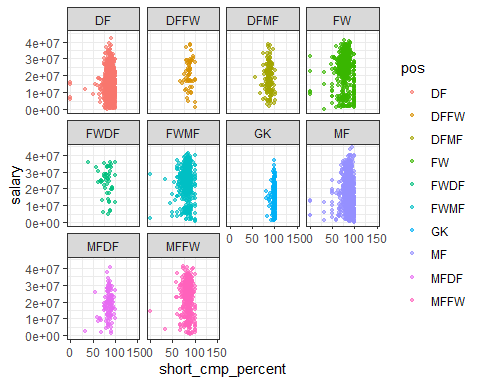 DF DFFW DFMF FW
4e+07
3e+07
2e+07
1e+07
0e+00
FWDF FWMF GK MF
4e+07
3e+07
2e+07
1e+07
0e+00
0 50 100 150 0 50 100 150
MFDF MFFW
4e+07
3e+07
2e+07
1e+07
0e+00
0 50 100 150 0 50 100 150
short_cmp_percent
salary
pos
DF
DFFW
DFMF
FW
FWDF
FWMF
GK
MF
MFDF
MFFW